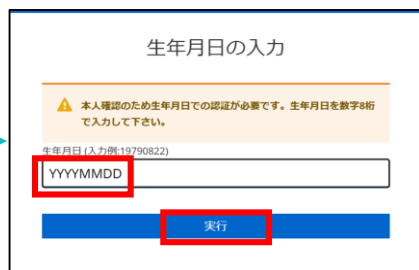 生年月日の入力
本人確認のため生年月日での認証が必要です。生年月日を数字8桁
で入力して下さい。
生年月日 (入力例:19790822)
YYYYMMDD
実行